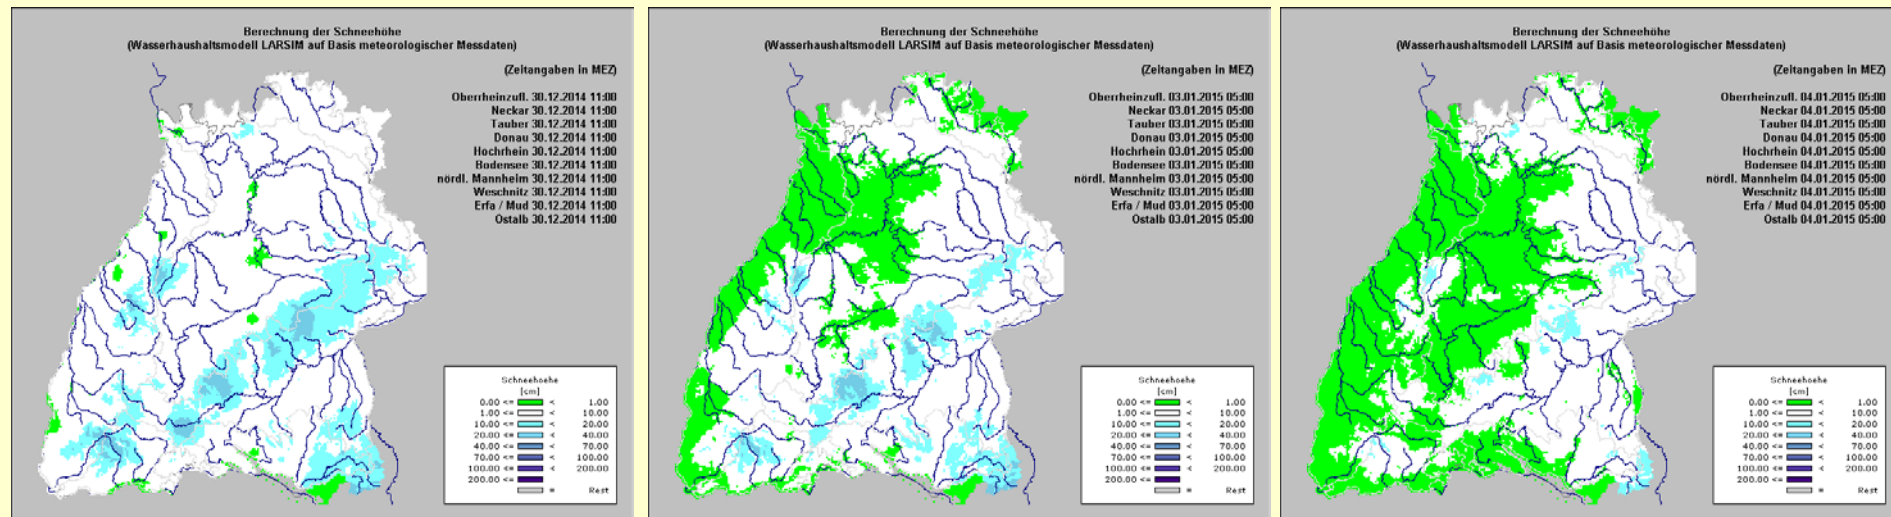 Berechnung der Schneehöhe
(Wasserhaushaltsmodell LARSIM auf Basis meteorologischer Messdaten)
(Zeitangaben in MEZ)
Oberrheinzufl. 30.12.2014 11:00
Neckar 30.12.2014 11:00
Tauber 30.12.2014 11:00
Donau 30.12.2014 11:00
Hochrhein 30.12.2014 11:00
Bodensee 30.12.2014 11:00
nördl. Mannheim 30.12.2014 11:00
Weschnitz 30.12.2014 11:00
Erfa / Mud 30.12.2014 11:00
Ostalb 30.12.2014 11:00
Schneehoehe
[cm]
0.00 <= < 1.00
1.00 <= < 10.00
10.00 <= < 20.00
20.00 <= < 40.00
40.00 <= < 70.00
70.00 <= < 100.00
100.00 <= < 200.00
200.00 <=
= Rest
Berechnung der Schneehöhe
(Wasserhaushaltsmodell LARSIM auf Basis meteorologischer Messdaten)
(Zeitangaben in MEZ)
Oberrheinzufl. 03.01.2015 05:00
Neckar 03.01.2015 05:00
Tauber 03.01.2015 05:00
Donau 03.01.2015 05:00
Hochrhein 03.01.2015 05:00
Bodensee 03.01.2015 05:00
nördl. Mannheim 03.01.2015 05:00
Weschnitz 03.01.2015 05:00
Erfa / Mud 03.01.2015 05:00
Ostalb 03.01.2015 05:00
Schneehoehe
[cm]
0.00 <= < 1.00
1.00 <= < 10.00
10.00 <= < 20.00
20.00 <= < 40.00
40.00 <= < 70.00
70.00 <= < 100.00
100.00 <= < 200.00
200.00 <=
= Rest
Berechnung der Schneehöhe
(Wasserhaushaltsmodell LARSIM auf Basis meteorologischer Messdaten)
(Zeitangaben in MEZ)
Oberrheinzufl. 04.01.2015 05:00
Neckar 04.01.2015 05:00
Tauber 04.01.2015 05:00
Donau 04.01.2015 05:00
Hochrhein 04.01.2015 05:00
Bodensee 04.01.2015 05:00
nördl. Mannheim 04.01.2015 05:00
Weschnitz 04.01.2015 05:00
Erfa / Mud 04.01.2015 05:00
Ostalb 04.01.2015 05:00
Schneehoehe
[cm]
0.00 <= < 1.00
1.00 <= < 10.00
10.00 <= < 20.00
20.00 <= < 40.00
40.00 <= < 70.00
70.00 <= < 100.00
100.00 <= < 200.00
200.00 <=
= Rest